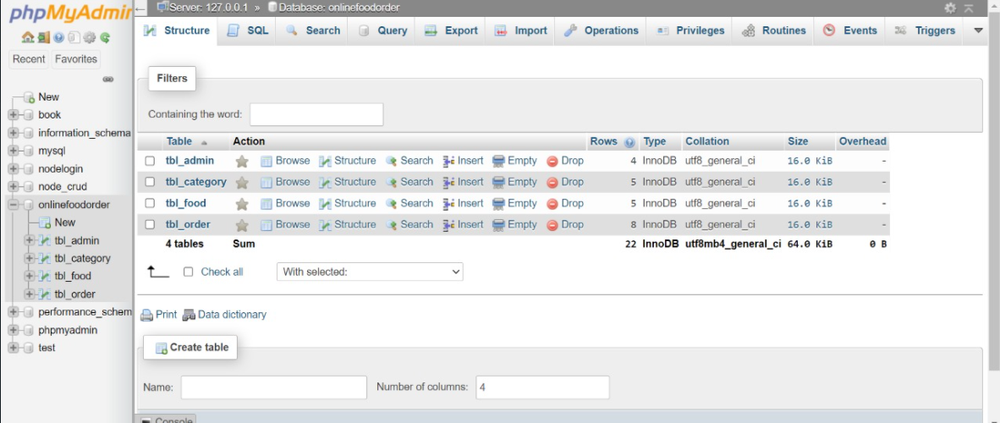 phpMyAdmin
Recent Favorites
New
book
information_schema
mysql
nodelogin
node_crud
onlinefoodorder
New
tbl_admin
tbl_category
tbl_food
tbl_order
performance_schem
phpmyadmin
test
Server: 127.0.0.1 » Database: onlinefoodorder
Structure SQL Search Query Export Import Operations Privileges Routines Events Triggers
Filters
Containing the word:
Table Action Rows Type Collation Size Overhead
tbl_admin Browse Structure Search Insert Empty Drop 4 InnoDB utf8_general_ci 16.0 KiB -
tbl_category Browse Structure Search Insert Empty Drop 5 InnoDB utf8_general_ci 16.0 KiB -
tbl_food Browse Structure Search Insert Empty Drop 5 InnoDB utf8_general_ci 16.0 KiB -
tbl_order Browse Structure Search Insert Empty Drop 8 InnoDB utf8_general_ci 16.0 KiB -
4 tables Sum 22 InnoDB utf8mb4_general_ci 64.0 KiB 0 B
Check all With selected:
Print Data dictionary
Create table
Name: Number of columns: 4
Console